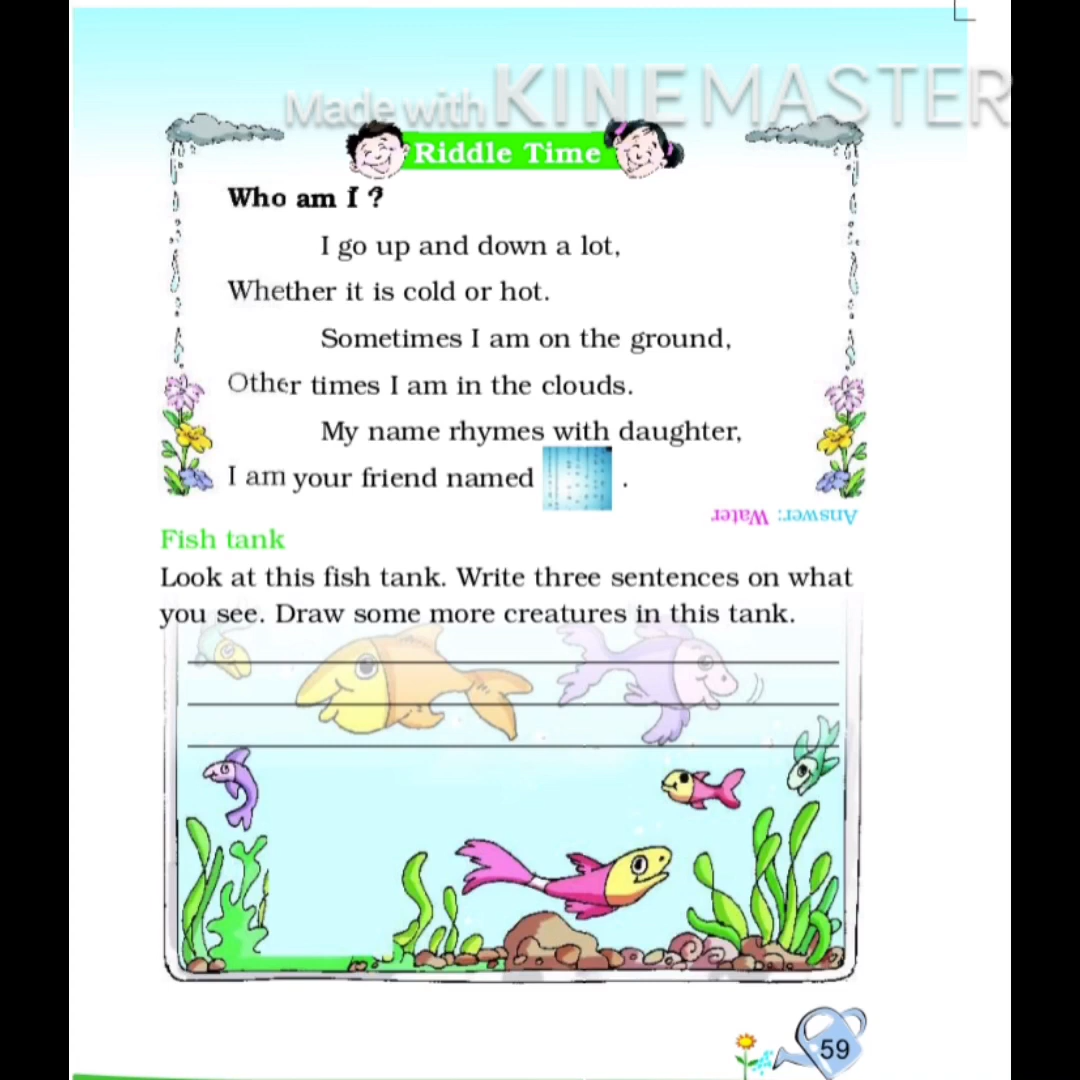 Made with KINEMASTER
Riddle Time
Who am I ?
I go up and down a lot,
Whether it is cold or hot.
Sometimes I am on the ground,
Other times I am in the clouds.
My name rhymes with daughter,
I am your friend named .
Answer: Water
Fish tank
Look at this fish tank. Write three sentences on what
you see. Draw some more creatures in this tank.
59